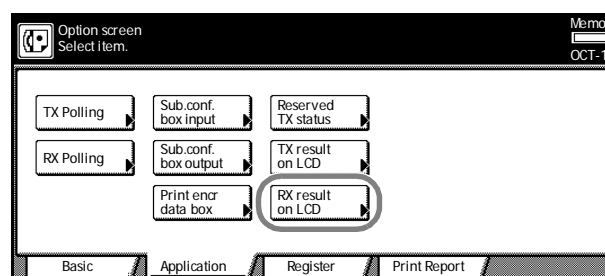 Option screen
Select item.
Memo
OCT-1
TX Polling
Sub.conf.
box input
Reserved
TX status
RX Polling
Sub.conf.
box output
TX result
on LCD
Print encr
data box
RX result
on LCD
Basic
Application
Register
Print Report